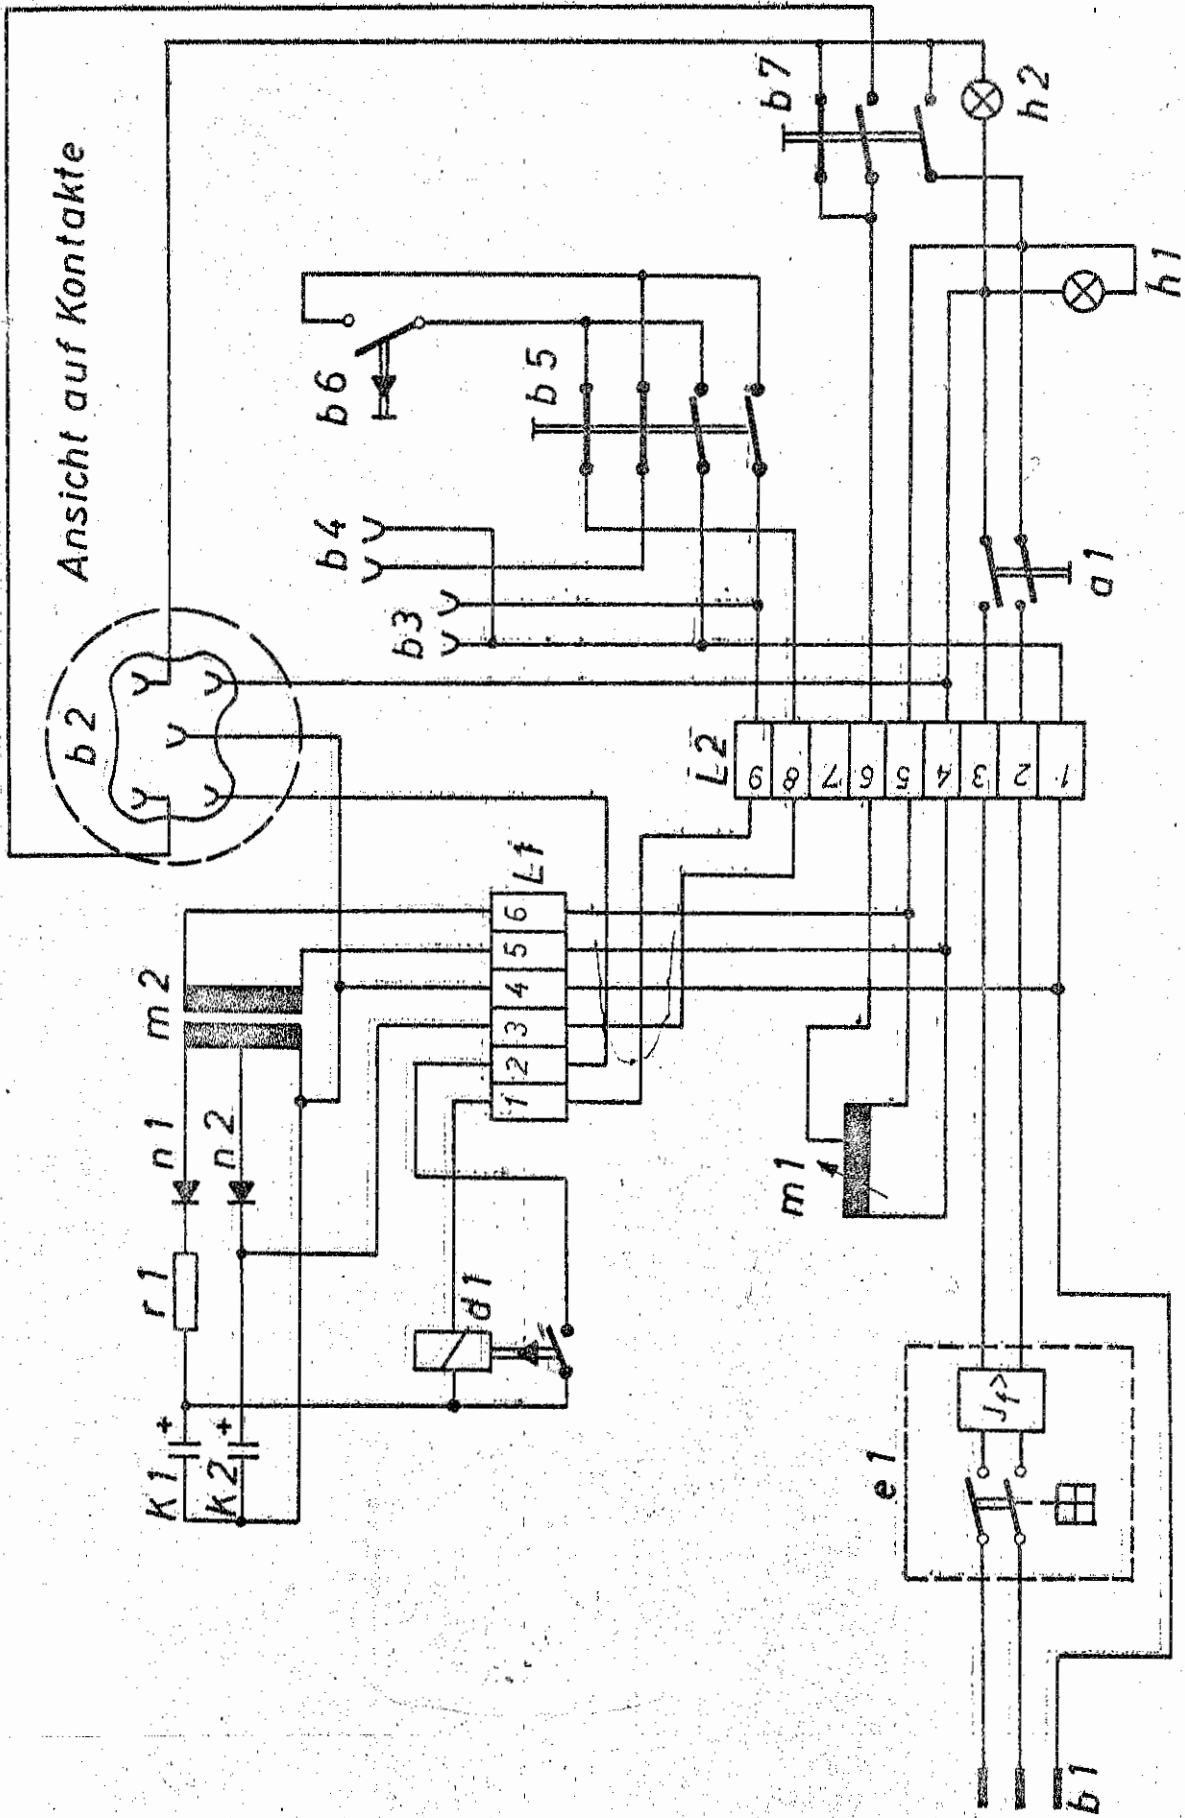 Ansicht auf Kontakte
b 2
b 3
b 4
b 6
b 5
b 7
h 2
h 1
a 1
L 2
9 8 7 6 5 4 3 2 1
L 1
1 2 3 4 5 6
m 2
n 1
n 2
r 1
K 1
+
K 2
+
d 1
m 1
e 1
Jf>
b 1